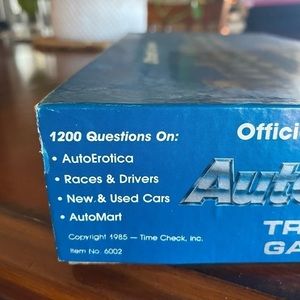 1200 Questions On:
• AutoErotica
• Races & Drivers
• New & Used Cars
• AutoMart
Copyright 1985 — Time Check, Inc.
Item No. 6002
Offici
Auto
TR
GA